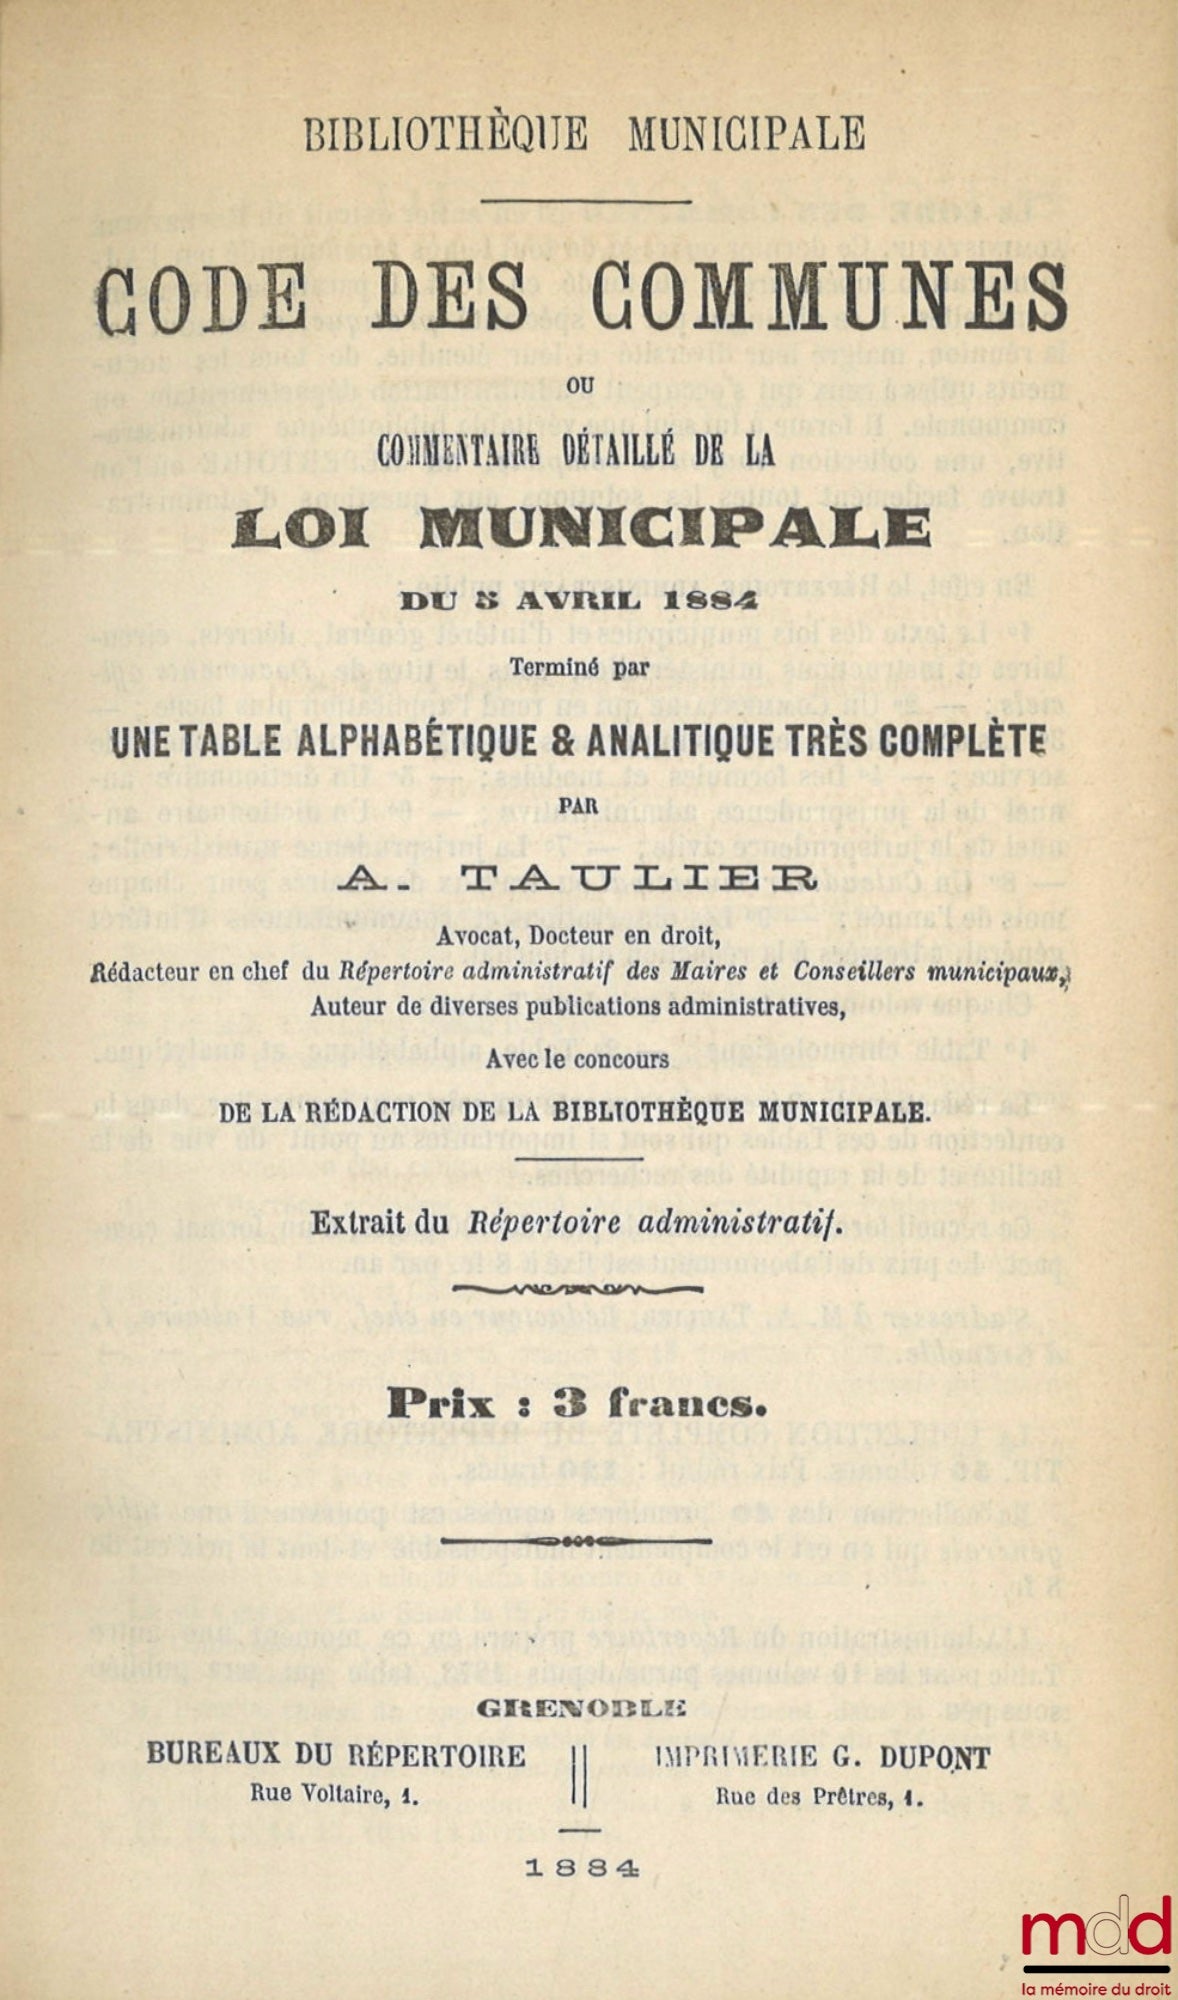 BIBLIOTHÈQUE MUNICIPALE
CODE DES COMMUNES
OU
COMMENTAIRE DÉTAILLÉ DE LA
LOI MUNICIPALE
DU 5 AVRIL 1884
Terminé par
UNE TABLE ALPHABÉTIQUE & ANALITIQUE TRÈS COMPLÈTE
PAR
A. TAULIER
Avocat, Docteur en droit,
Rédacteur en chef du Répertoire administratif des Maires et Conseillers municipaux,
Auteur de diverses publications administratives,
Avec le concours
DE LA RÉDACTION DE LA BIBLIOTHÈQUE MUNICIPALE.
Extrait du Répertoire administratif.
Prix : 3 francs.
GRENOBLE
BUREAUX DU RÉPERTOIRE
Rue Voltaire, 1.
IMPRIMERIE G. DUPONT
Rue des Prêtres, 1.
1884
mdd
la mémoire du droit